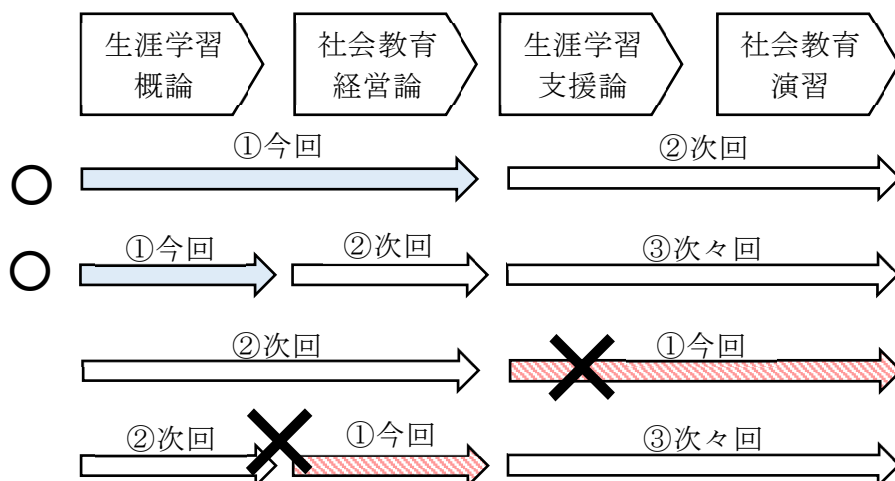 生涯学習
概論
社会教育
経営論
生涯学習
支援論
社会教育
演習
①今回
②次回
①今回
②次回
③次々回
②次回
①今回
②次回
①今回
③次々回